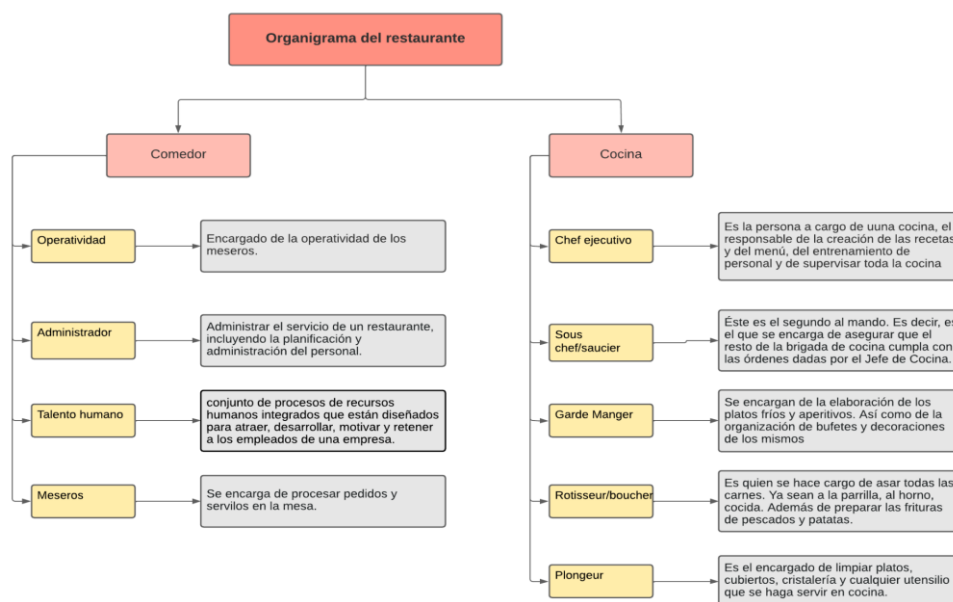 Organigrama del restaurante
Comedor
Operatividad
Encargado de la operatividad de los
meseros.
Administrador
Administrar el servicio de un restaurante,
incluyendo la planificación y
administración del personal.
Talento humano
conjunto de procesos de recursos
humanos integrados que están diseñados
para atraer, desarrollar, motivar y retener
a los empleados de una empresa.
Meseros
Se encarga de procesar pedidos y
servilos en la mesa.
Cocina
Chef ejecutivo
Es la persona a cargo de uuna cocina, el
responsable de la creación de las recetas
y del menú, del entrenamiento de
personal y de supervisar toda la cocina
Sous
chef/saucier
Éste es el segundo al mando. Es decir, es
el que se encarga de asegurar que el
resto de la brigada de cocina cumpla con
las órdenes dadas por el Jefe de Cocina.
Garde Manger
Se encargan de la elaboración de los
platos fríos y aperitivos. Así como de la
organización de bufetes y decoraciones
de los mismos
Rotisseur/boucher
Es quien se hace cargo de asar todas las
carnes. Ya sean a la parrilla, al horno,
cocida. Además de preparar las frituras
de pescados y patatas.
Plongeur
Es el encargado de limpiar platos,
cubiertos, cristalería y cualquier utensilio
que se haga servir en cocina.